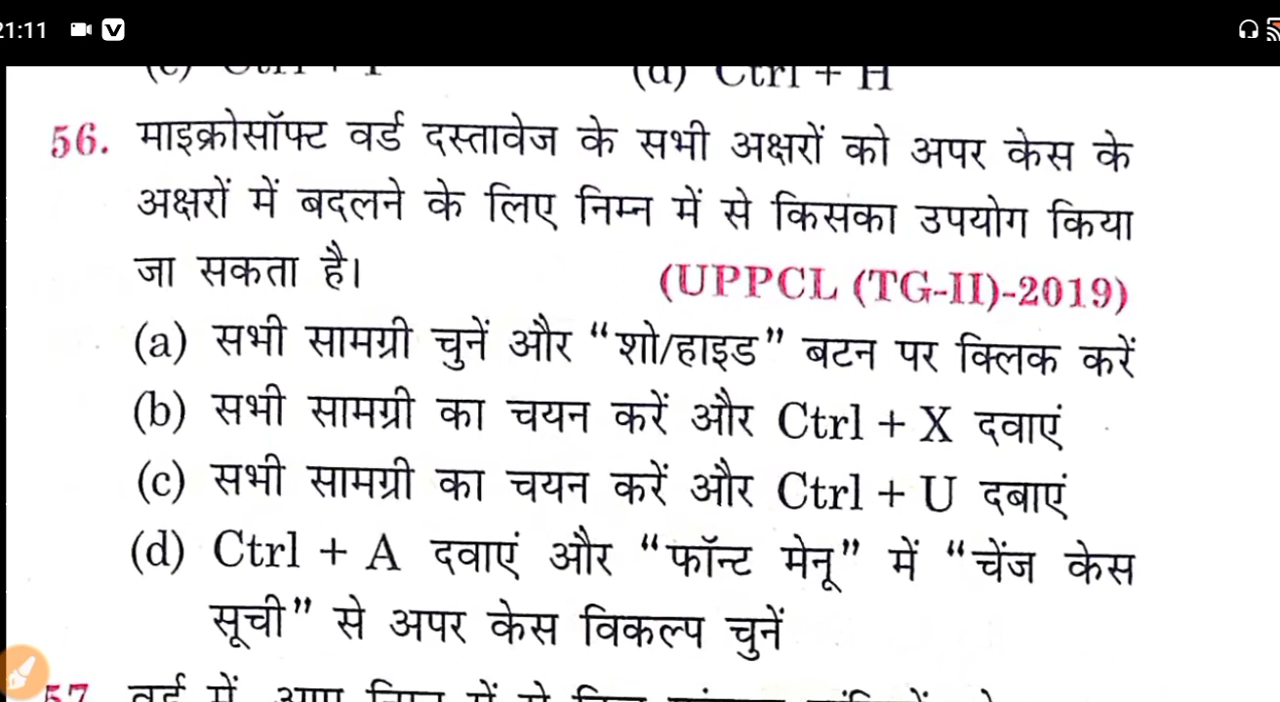 21:11
(d) Ctrl + H
56. माइक्रोसॉफ्ट वर्ड दस्तावेज के सभी अक्षरों को अपर केस के
अक्षरों में बदलने के लिए निम्न में से किसका उपयोग किया
जा सकता है। (UPPCL (TG-II)-2019)
(a) सभी सामग्री चुनें और “शो/हाइड” बटन पर क्लिक करें
(b) सभी सामग्री का चयन करें और Ctrl + X दवाएं
(c) सभी सामग्री का चयन करें और Ctrl + U दबाएं
(d) Ctrl + A दवाएं और “फॉन्ट मेनू” में “चेंज केस
सूची” से अपर केस विकल्प चुनें
57